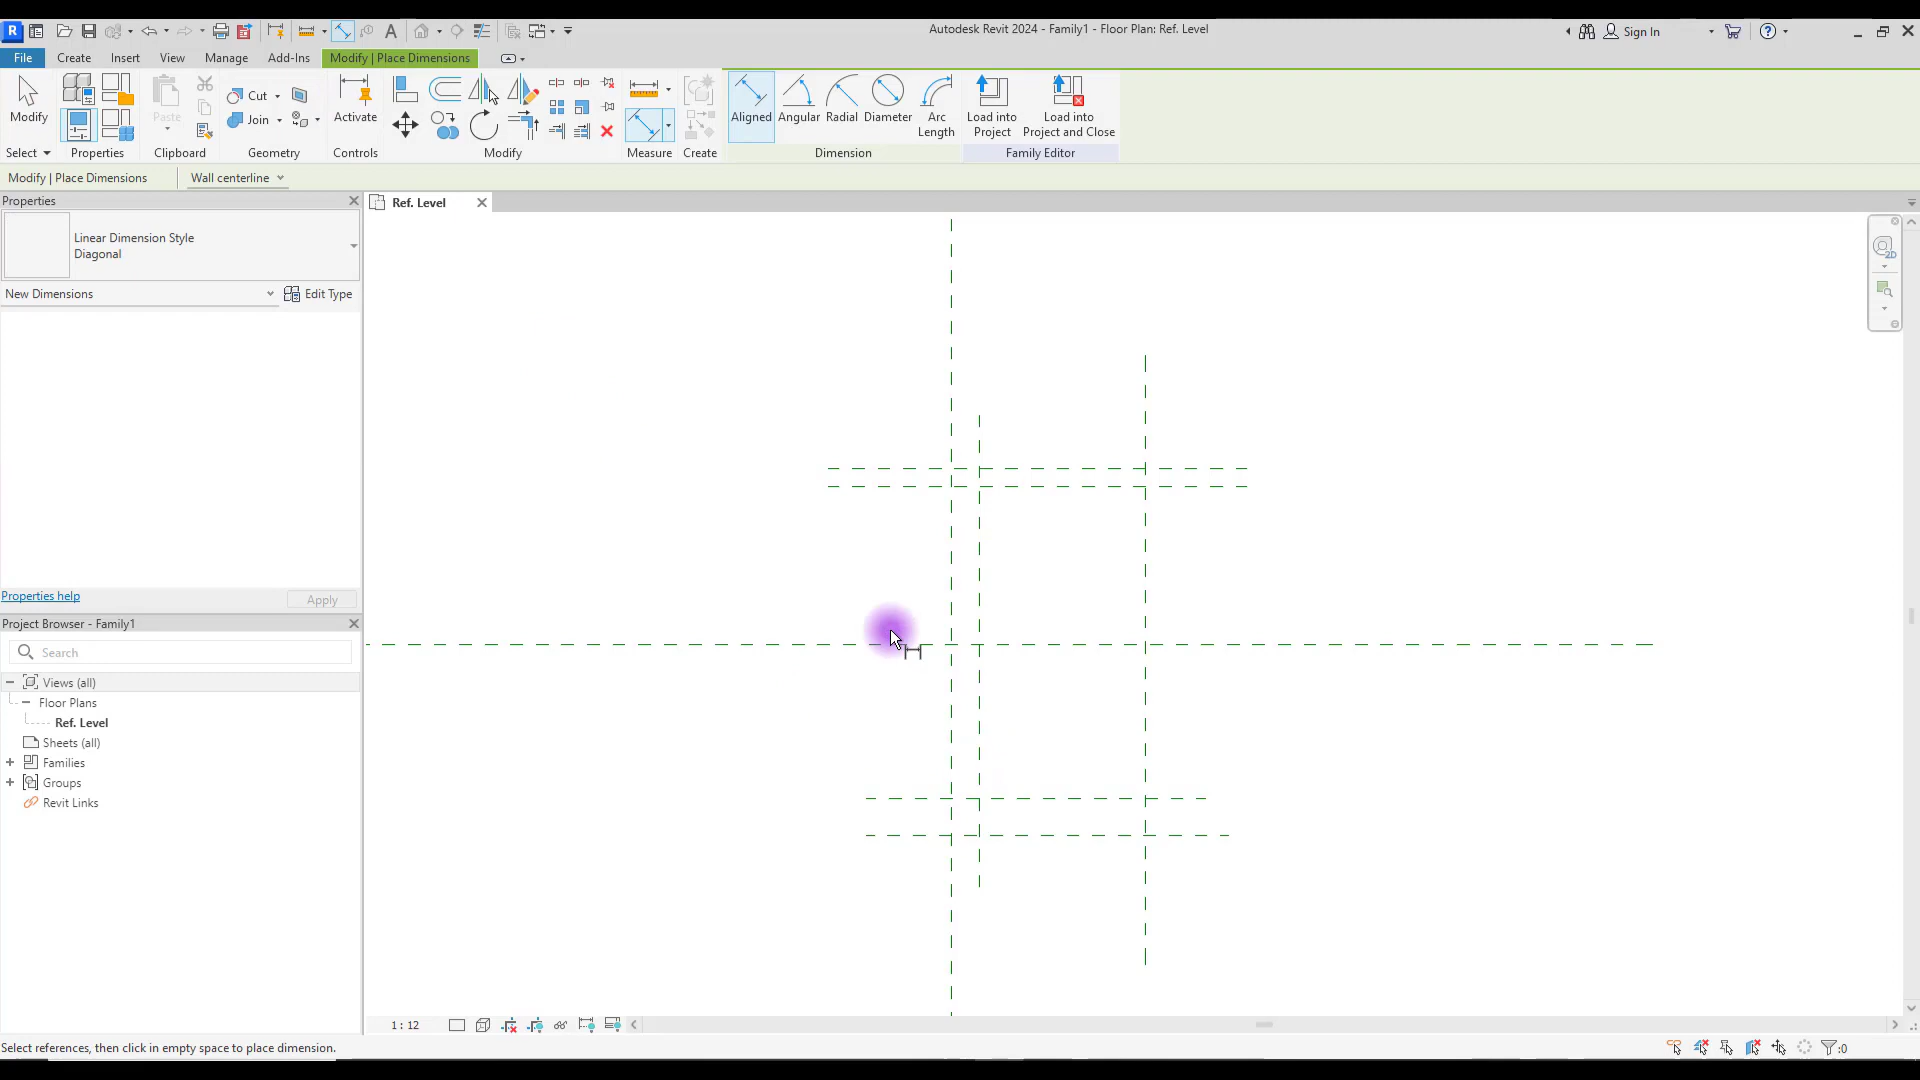 Autodesk Revit 2024 - Family1 - Floor Plan: Ref. Level
Sign In
File
Create
Insert
View
Manage
Add-Ins
Modify | Place Dimensions
Modify
Paste
Cut
Join
Activate
Aligned
Angular
Radial
Diameter
Arc
Length
Load into
Project
Load into
Project and Close
Select
Properties
Clipboard
Geometry
Controls
Modify
Measure
Create
Dimension
Family Editor
Modify | Place Dimensions
Wall centerline
Properties
Ref. Level
Linear Dimension Style
Diagonal
New Dimensions
Edit Type
2D
Properties help
Apply
Project Browser - Family1
Search
Views (all)
Floor Plans
Ref. Level
Sheets (all)
Families
Groups
Revit Links
1 : 12
Select references, then click in empty space to place dimension.
:0